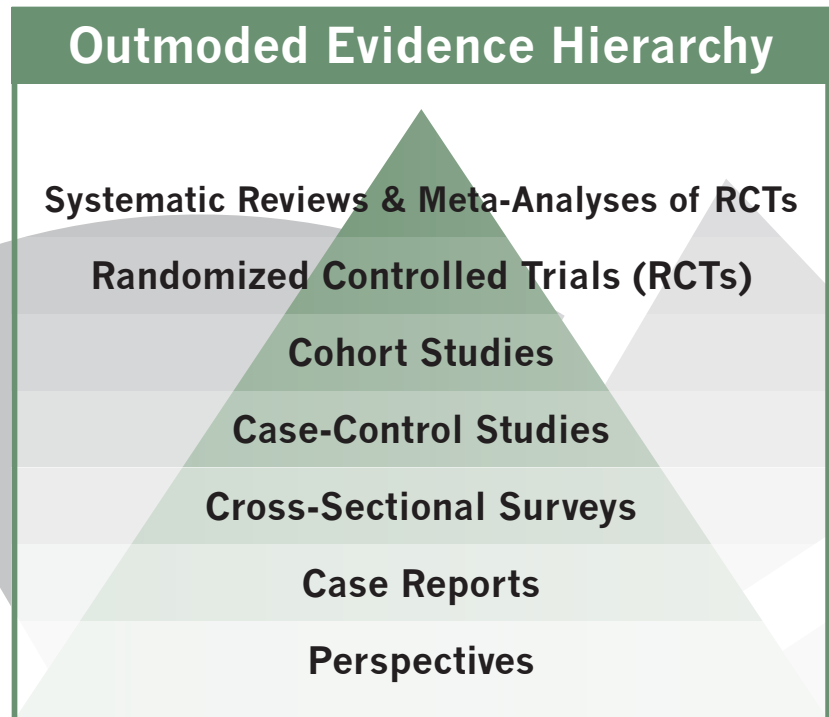 Outmoded Evidence Hierarchy
Systematic Reviews & Meta-Analyses of RCTs
Randomized Controlled Trials (RCTs)
Cohort Studies
Case-Control Studies
Cross-Sectional Surveys
Case Reports
Perspectives